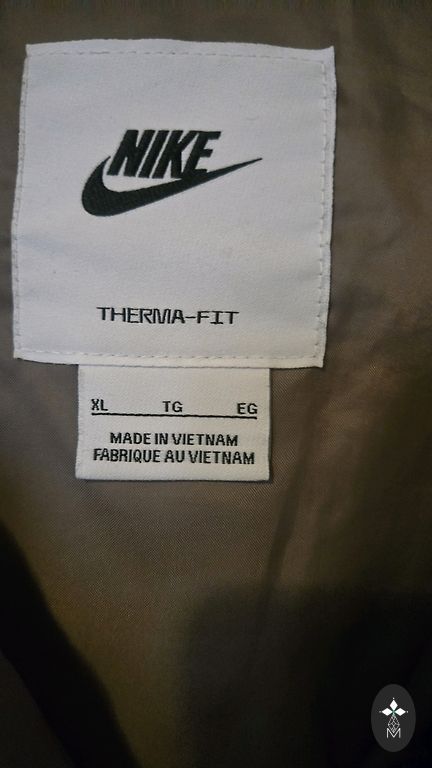 NIKE
THERMA-FIT
XL TG EG
MADE IN VIETNAM
FABRIQUE AU VIETNAM
M